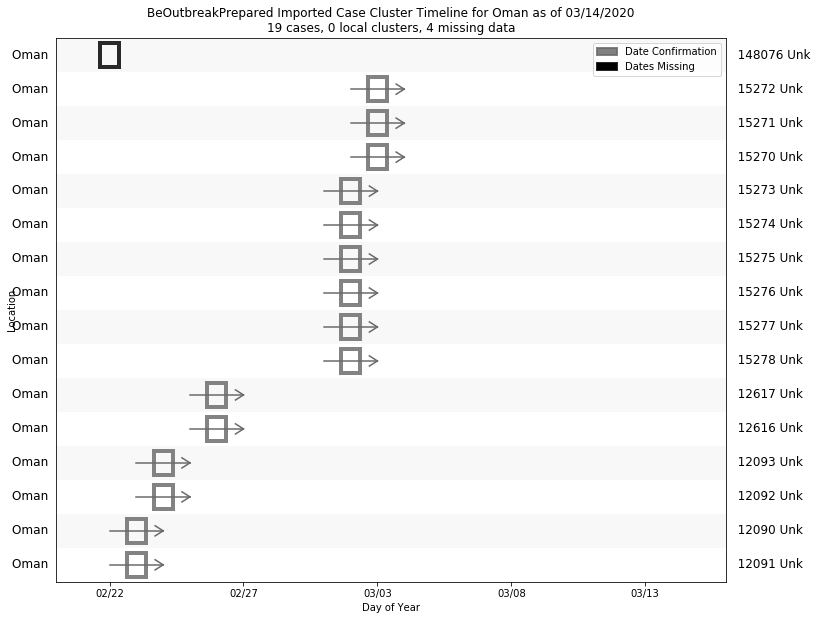 BeOutbreakPrepared Imported Case Cluster Timeline for Oman as of 03/14/2020
19 cases, 0 local clusters, 4 missing data
Date Confirmation
Dates Missing
Oman 148076 Unk
Oman 15272 Unk
Oman 15271 Unk
Oman 15270 Unk
Oman 15273 Unk
Oman 15274 Unk
Oman 15275 Unk
Oman 15276 Unk
Oman 15277 Unk
Oman 15278 Unk
Oman 12617 Unk
Oman 12616 Unk
Oman 12093 Unk
Oman 12092 Unk
Oman 12090 Unk
Oman 12091 Unk
Location
02/22 02/27 03/03 03/08 03/13
Day of Year